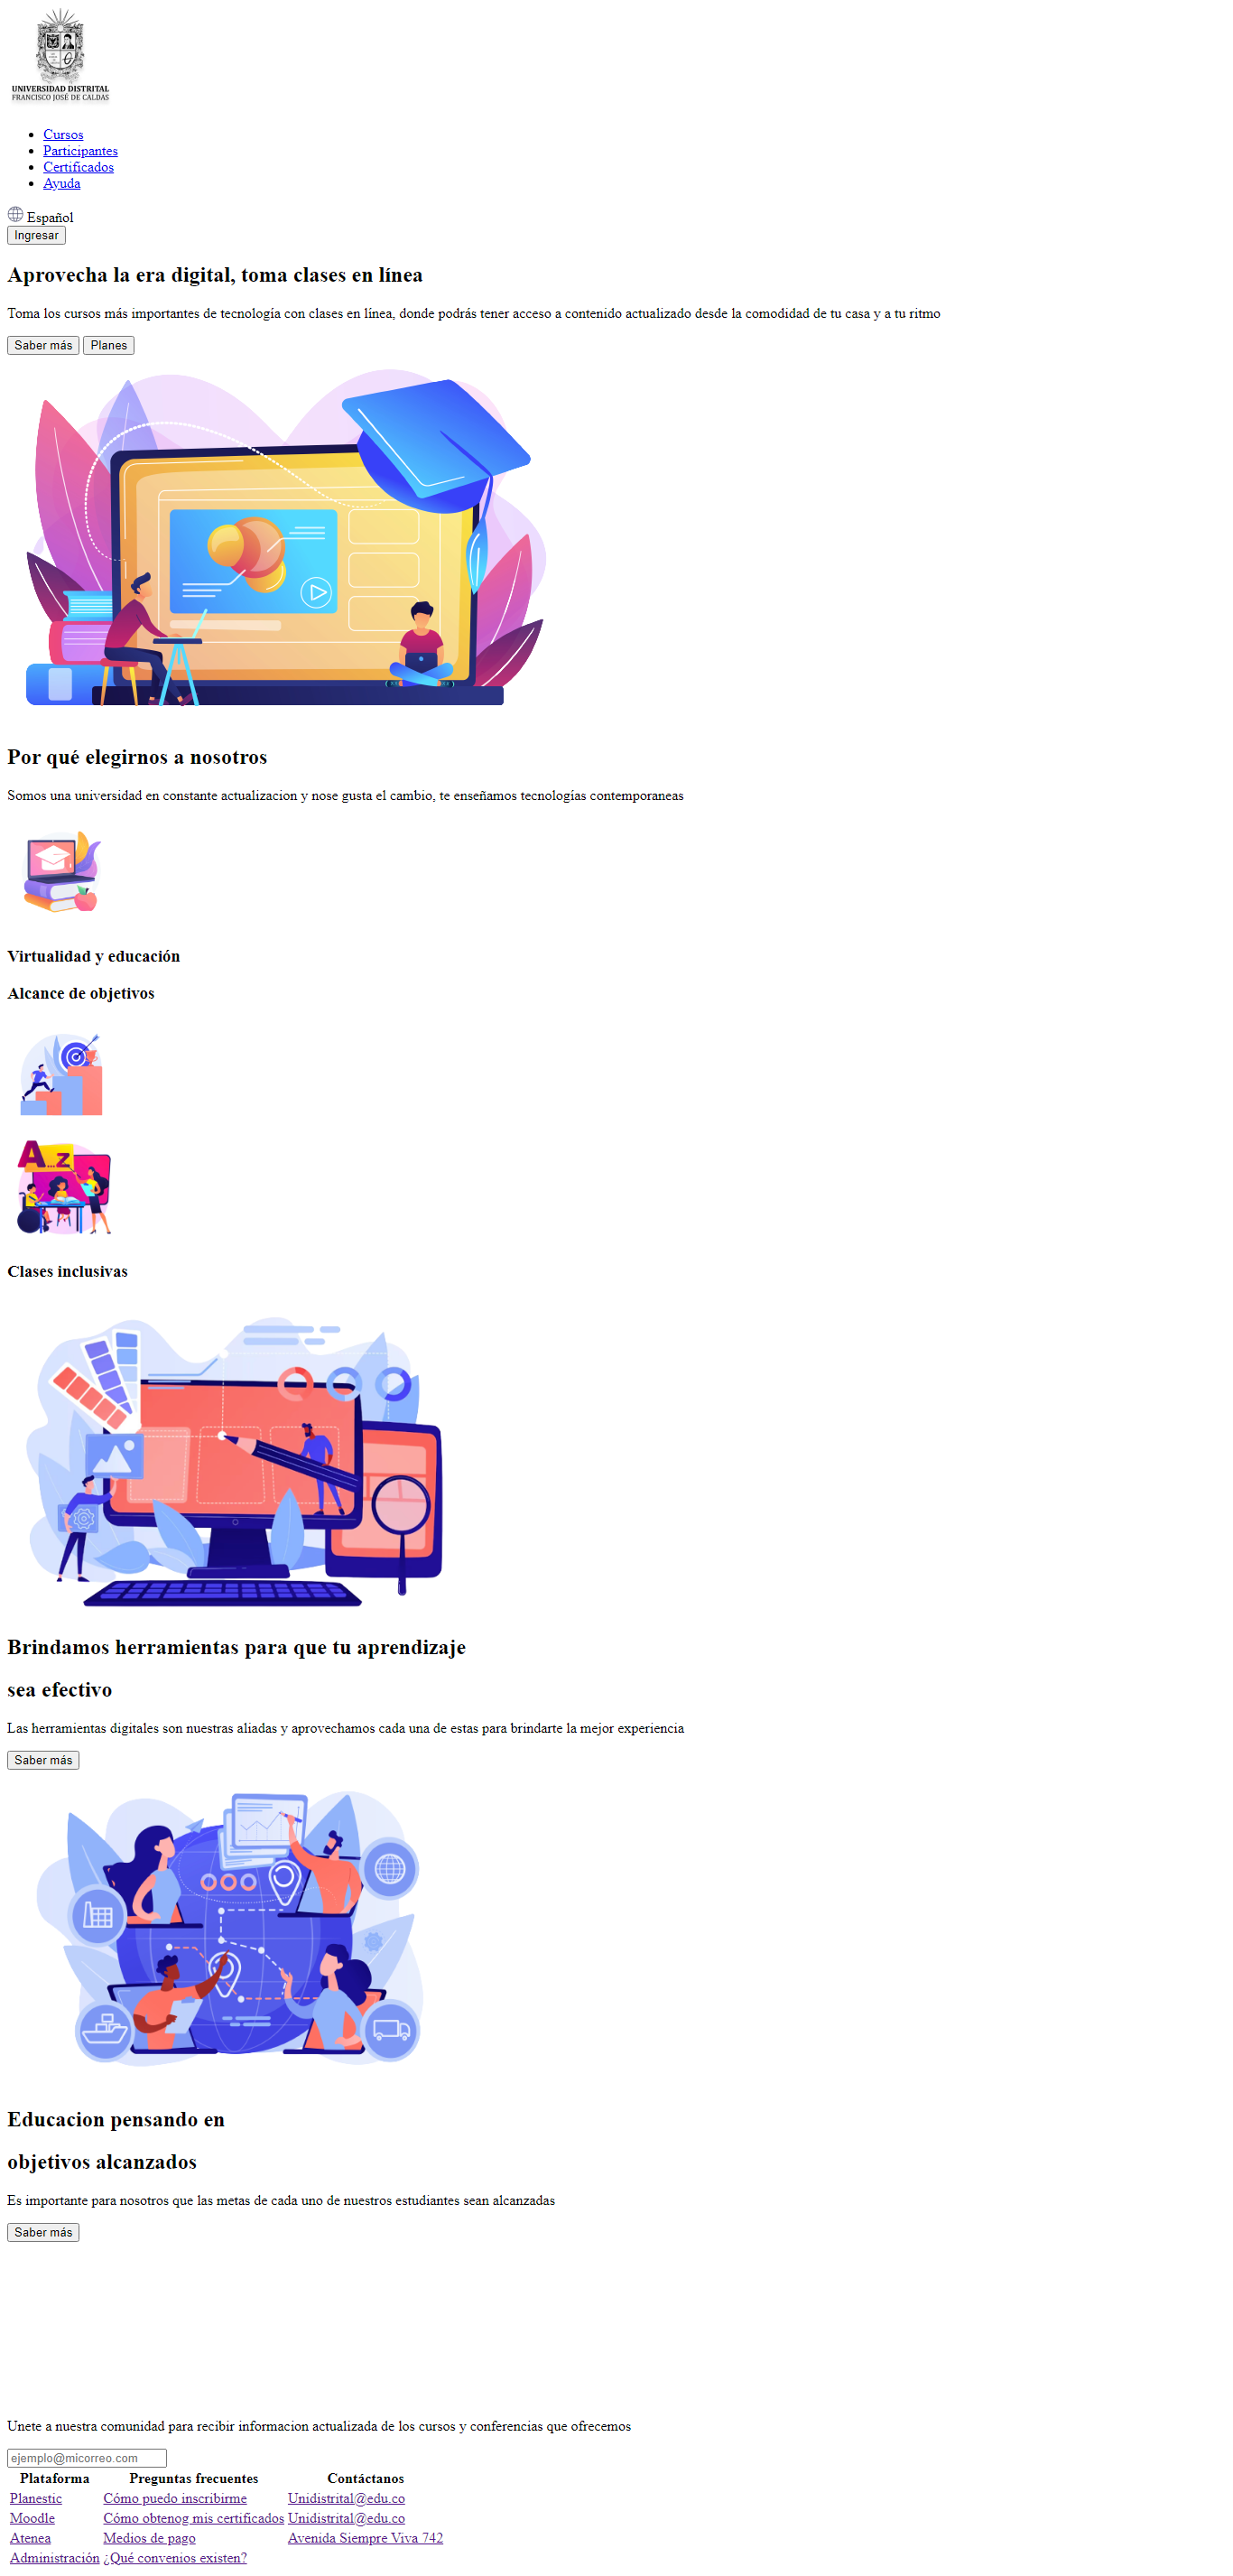 UNIVERSIDAD DISTRITAL
FRANCISCO JOSÉ DE CALDAS
Cursos
Participantes
Certificados
Ayuda
Español
Ingresar
Aprovecha la era digital, toma clases en línea
Toma los cursos más importantes de tecnología con clases en línea, donde podrás tener acceso a contenido actualizado desde la comodidad de tu casa y a tu ritmo
Saber más Planes
Por qué elegirnos a nosotros
Somos una universidad en constante actualizacion y nose gusta el cambio, te enseñamos tecnologías contemporaneas
Virtualidad y educación
Alcance de objetivos
A...Z
Clases inclusivas
Brindamos herramientas para que tu aprendizaje
sea efectivo
Las herramientas digitales son nuestras aliadas y aprovechamos cada una de estas para brindarte la mejor experiencia
Saber más
Educacion pensando en
objetivos alcanzados
Es importante para nosotros que las metas de cada uno de nuestros estudiantes sean alcanzadas
Saber más
Unete a nuestra comunidad para recibir informacion actualizada de los cursos y conferencias que ofrecemos
ejemplo@micorreo.com
Plataforma Preguntas frecuentes Contáctanos
Planestic Cómo puedo inscribirme Unidistrital@edu.co
Moodle Cómo obtenog mis certificados Unidistrital@edu.co
Atenea Medios de pago Avenida Siempre Viva 742
Administración ¿Qué convenios existen?